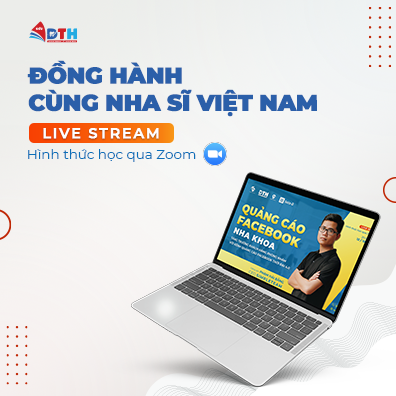 DTH
ĐỒNG HÀNH
CÙNG NHA SĨ VIỆT NAM
LIVE STREAM
Hình thức học qua Zoom
DTH
QUẢNG CÁO
FACEBOOK
NHA KHOA